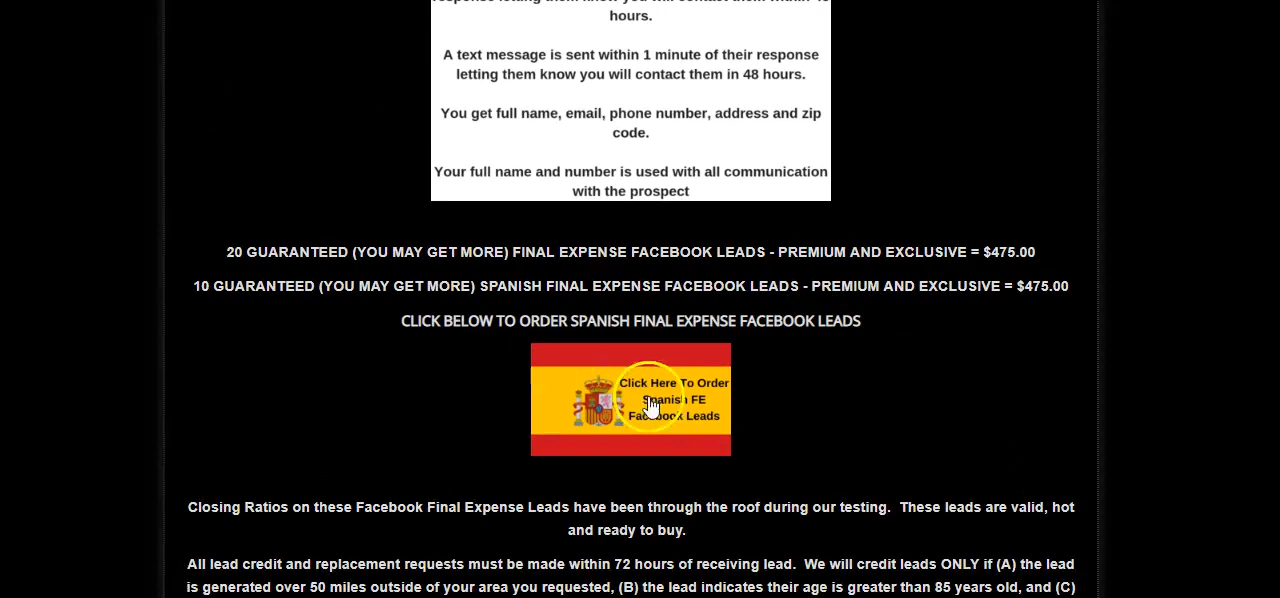 hours.
A text message is sent within 1 minute of their response
letting them know you will contact them in 48 hours.
You get full name, email, phone number, address and zip
code.
Your full name and number is used with all communication
with the prospect
20 GUARANTEED (YOU MAY GET MORE) FINAL EXPENSE FACEBOOK LEADS - PREMIUM AND EXCLUSIVE = $475.00
10 GUARANTEED (YOU MAY GET MORE) SPANISH FINAL EXPENSE FACEBOOK LEADS - PREMIUM AND EXCLUSIVE = $475.00
CLICK BELOW TO ORDER SPANISH FINAL EXPENSE FACEBOOK LEADS
Click Here To Order
Spanish FE
Facebook Leads
Closing Ratios on these Facebook Final Expense Leads have been through the roof during our testing. These leads are valid, hot
and ready to buy.
All lead credit and replacement requests must be made within 72 hours of receiving lead. We will credit leads ONLY if (A) the lead
is generated over 50 miles outside of your area you requested, (B) the lead indicates their age is greater than 85 years old, and (C)